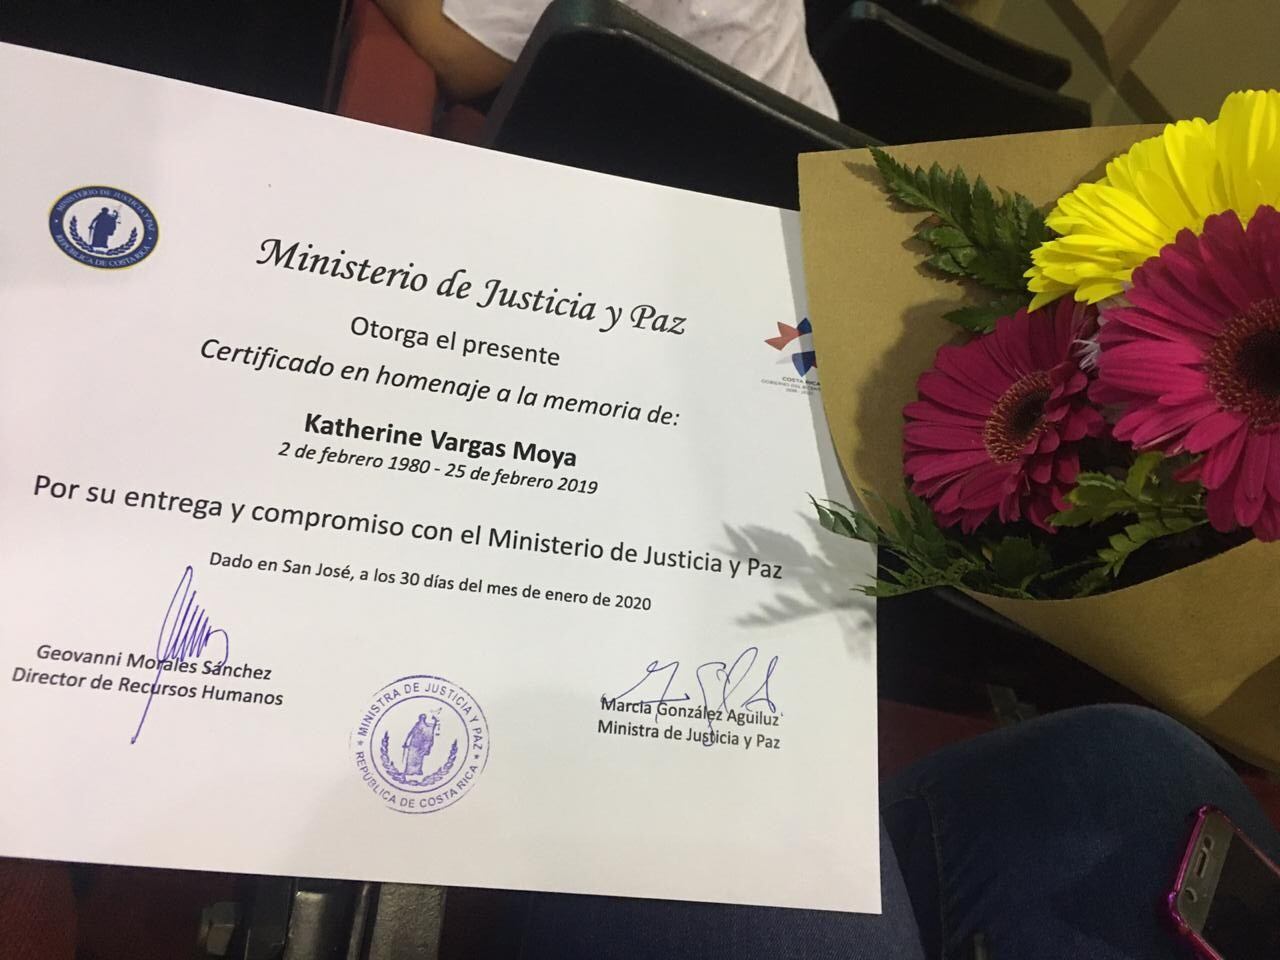 MINISTERIO DE JUSTICIA Y PAZ
REPÚBLICA DE COSTA RICA
Ministerio de Justicia y Paz
Otorga el presente
Certificado en homenaje a la memoria de:
COSTA RICA
GOBIERNO DEL
Katherine Vargas Moya
2 de febrero 1980 - 25 de febrero 2019
Por su entrega y compromiso con el Ministerio de Justicia y Paz
Dado en San José, a los 30 días del mes de enero de 2020
Geovanni Morales Sánchez
Director de Recursos Humanos
MINISTRA DE JUSTICIA Y PAZ
REPÚBLICA DE COSTA RICA
Marcia González Aguiluz
Ministra de Justicia y Paz